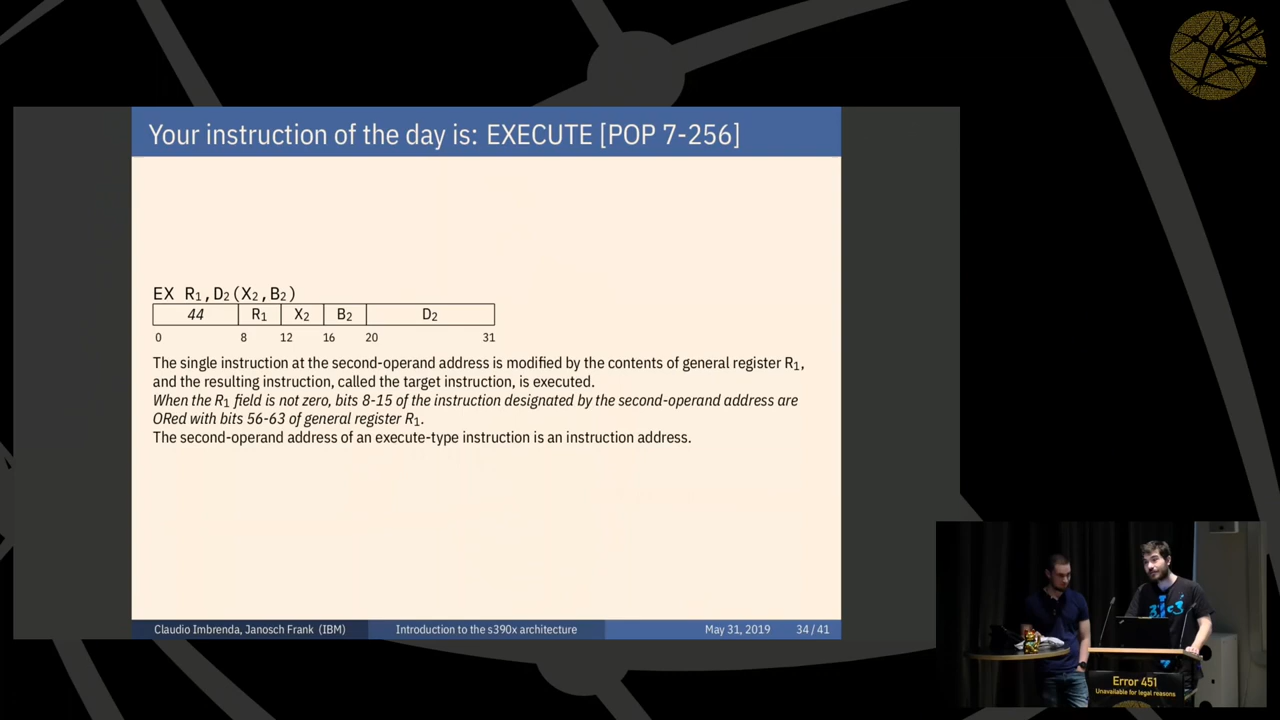 Your instruction of the day is: EXECUTE [POP 7-256]
EX R1,D2(X2,B2)
44 R1 X2 B2 D2
0 8 12 16 20 31
The single instruction at the second-operand address is modified by the contents of general register R1,
and the resulting instruction, called the target instruction, is executed.
When the R1 field is not zero, bits 8-15 of the instruction designated by the second-operand address are
ORed with bits 56-63 of general register R1.
The second-operand address of an execute-type instruction is an instruction address.
Claudio Imbrenda, Janosch Frank (IBM) Introduction to the s390x architecture May 31, 2019 34 / 41
Error 451
Unavailable for legal reasons